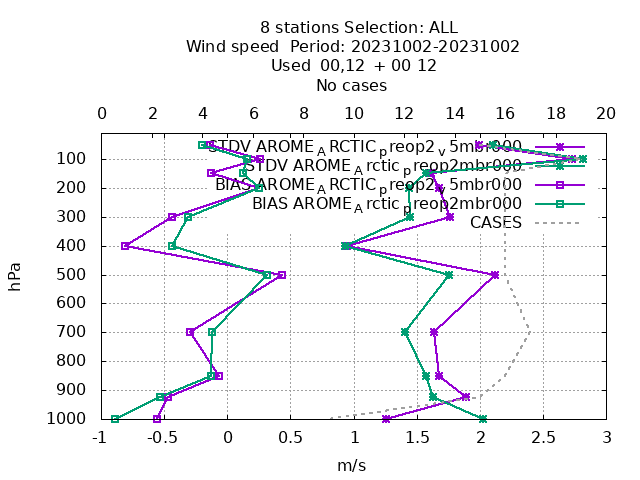 8 stations Selection: ALL
Wind speed  Period: 20231002-20231002
Used  00,12  + 00 12
No cases
0 2 4 6 8 10 12 14 16 18 20
STDV AROME_ARCTIC_preop2_v5mbr000
STDV AROME_Arctic_preop2mbr000
BIAS AROME_ARCTIC_preop2_v5mbr000
BIAS AROME_Arctic_preop2mbr000
CASES
hPa
100
200
300
400
500
600
700
800
900
1000
-1 -0.5 0 0.5 1 1.5 2 2.5 3
m/s